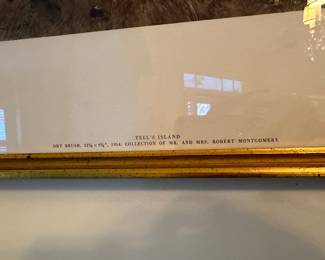 TEEL'S ISLAND
DRY BRUSH, 1954. COLLECTION OF MR. AND MRS. ROBERT MONTGOMERY